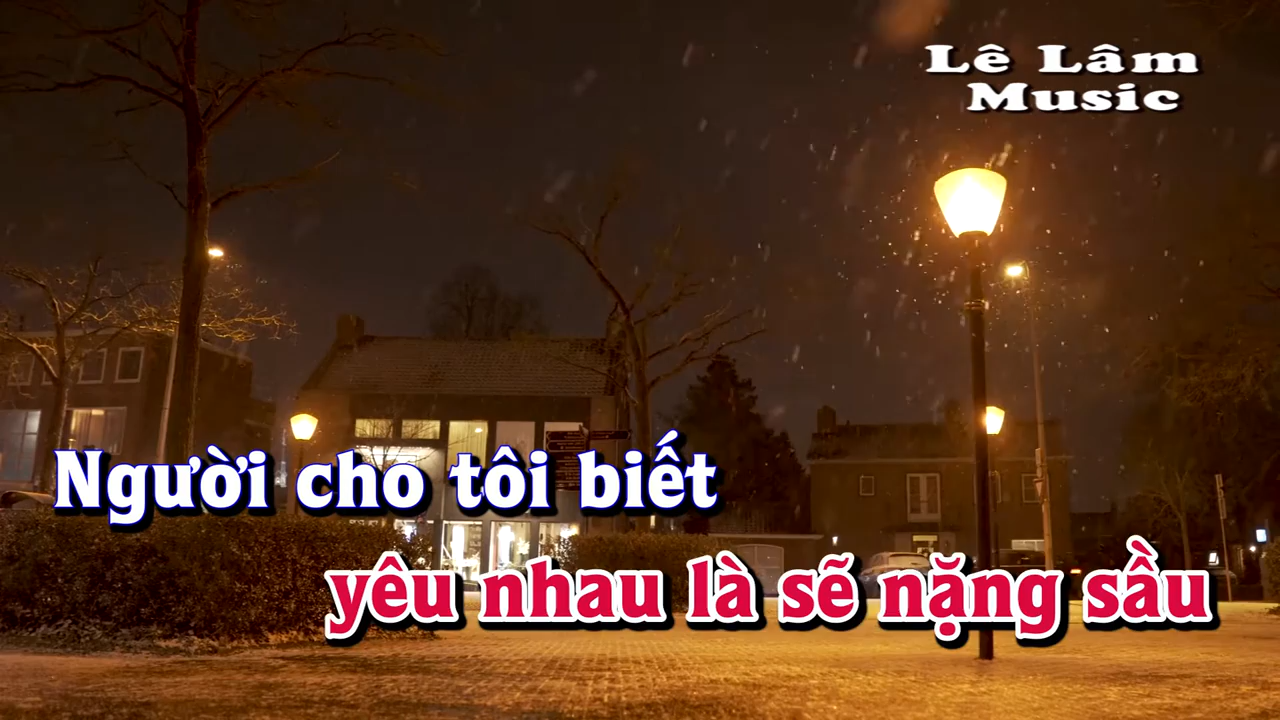 Lê Lâm
Music
Người cho tôi biết
yêu nhau là sẽ nặng sầu